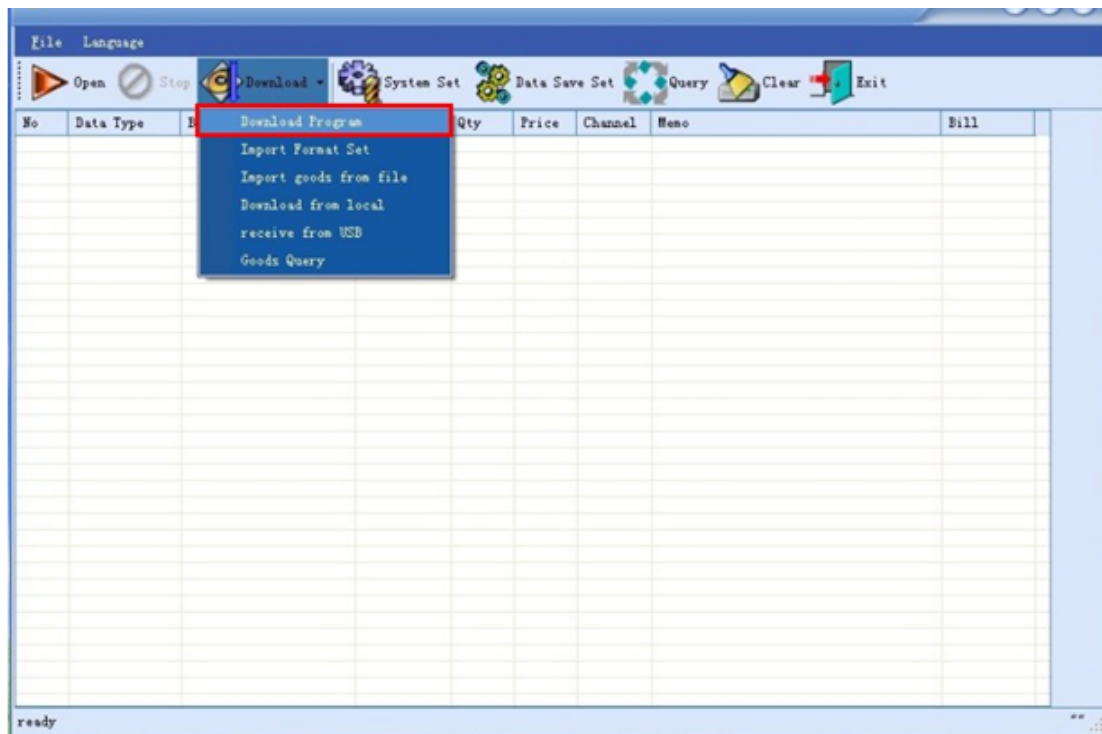 File Language
Open Stop Download System Set Data Save Set Query Clear Exit
No Data Type B Qty Price Channel Memo Bill
Download Program
Import Format Set
Import goods from file
Download from local
receive from USB
Goods Query
ready